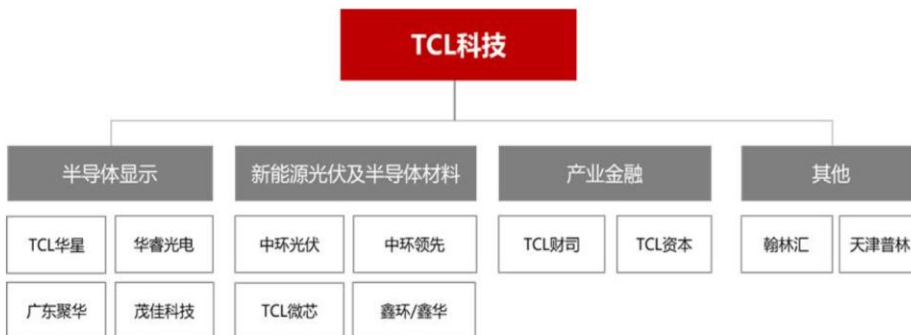 TCL科技
半导体显示
新能源光伏及半导体材料
产业金融
其他
TCL华星
华睿光电
中环光伏
中环领先
TCL财司
TCL资本
翰林汇
天津普林
广东聚华
茂佳科技
TCL微芯
鑫环/鑫华